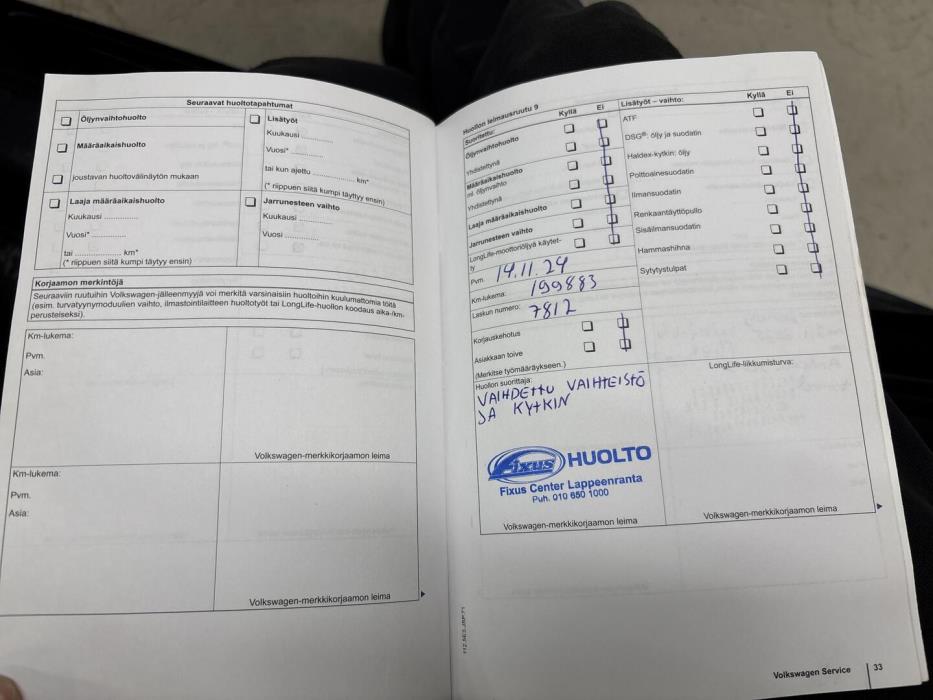 Seuraavat huoltotapahtumat
Öljynvaihtohuolto
Määräaikaishuolto
joustavan huoltovälinäytön mukaan
Laaja määräaikaishuolto
Kuukausi ..............
Vuosi* ..............
tai .................. km*
(* riippuen siitä kumpi täyttyy ensin)
Lisätyöt
Kuukausi ............
Vuosi* ............
tai kun ajettu ........................ km*
(* riippuen siitä kumpi täyttyy ensin)
Jarrunesteen vaihto
Kuukausi ............
Vuosi ............
Korjaamon merkintöjä
Seuraaviin ruutuihin Volkswagen-jälleenmyyjä voi merkitä varsinaisiin huoltoihin kuulumattomia töitä
(esim. turvatyynymoduulien vaihto, ilmastointilaitteen huoltotyöt tai LongLife-huollon koodaus aika-/km-
perusteiseksi).
Km-lukema:
Pvm.
Asia:
Volkswagen-merkkikorjaamon leima
Km-lukema:
Pvm.
Asia:
Volkswagen-merkkikorjaamon leima
Huollon leimausruutu 9
Suoritettu: Kyllä Ei
Öljynvaihtohuolto
Yhdistettynä
Määräaikaishuolto
ml. öljynvaihto
Yhdistettynä
Laaja määräaikaishuolto
Jarrunesteen vaihto
LongLife-moottoriöljyä käytet-
ty
Pvm. 14.11.24
Km-lukema: 199883
Laskun numero: 7812
Korjauskehotus
Asiakkaan toive
(Merkitse työmääräykseen.)
Huollon suorittaja:
VAIHDETTU VAIHTEISTO
JA KYTKIN
Fixus HUOLTO
Fixus Center Lappeenranta
Puh. 010 650 1000
Volkswagen-merkkikorjaamon leima
Lisätyöt – vaihto: Kyllä Ei
ATF
DSG®: öljy ja suodatin
Haldex-kytkin: öljy
Polttoainesuodatin
Ilmansuodatin
Renkaantäyttöpullo
Sisäilmansuodatin
Hammashihna
Sytytystulpat
LongLife-liikkumisturva:
Volkswagen-merkkikorjaamon leima
Volkswagen Service 33